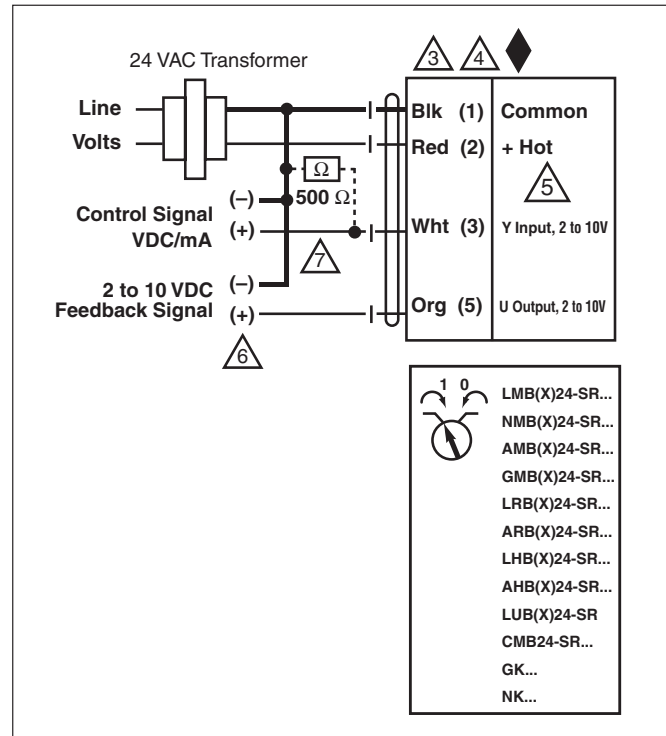 24 VAC Transformer
3 4
Line
Volts
Blk (1) Common
Red (2) + Hot
5
Ω
500 Ω
(–)
Control Signal
VDC/mA (+)
Wht (3) Y Input, 2 to 10V
7
2 to 10 VDC (–)
Feedback Signal (+)
Org (5) U Output, 2 to 10V
6
1 0
LMB(X)24-SR...
NMB(X)24-SR...
AMB(X)24-SR...
GMB(X)24-SR...
LRB(X)24-SR...
ARB(X)24-SR...
LHB(X)24-SR...
AHB(X)24-SR...
LUB(X)24-SR
CMB24-SR...
GK...
NK...